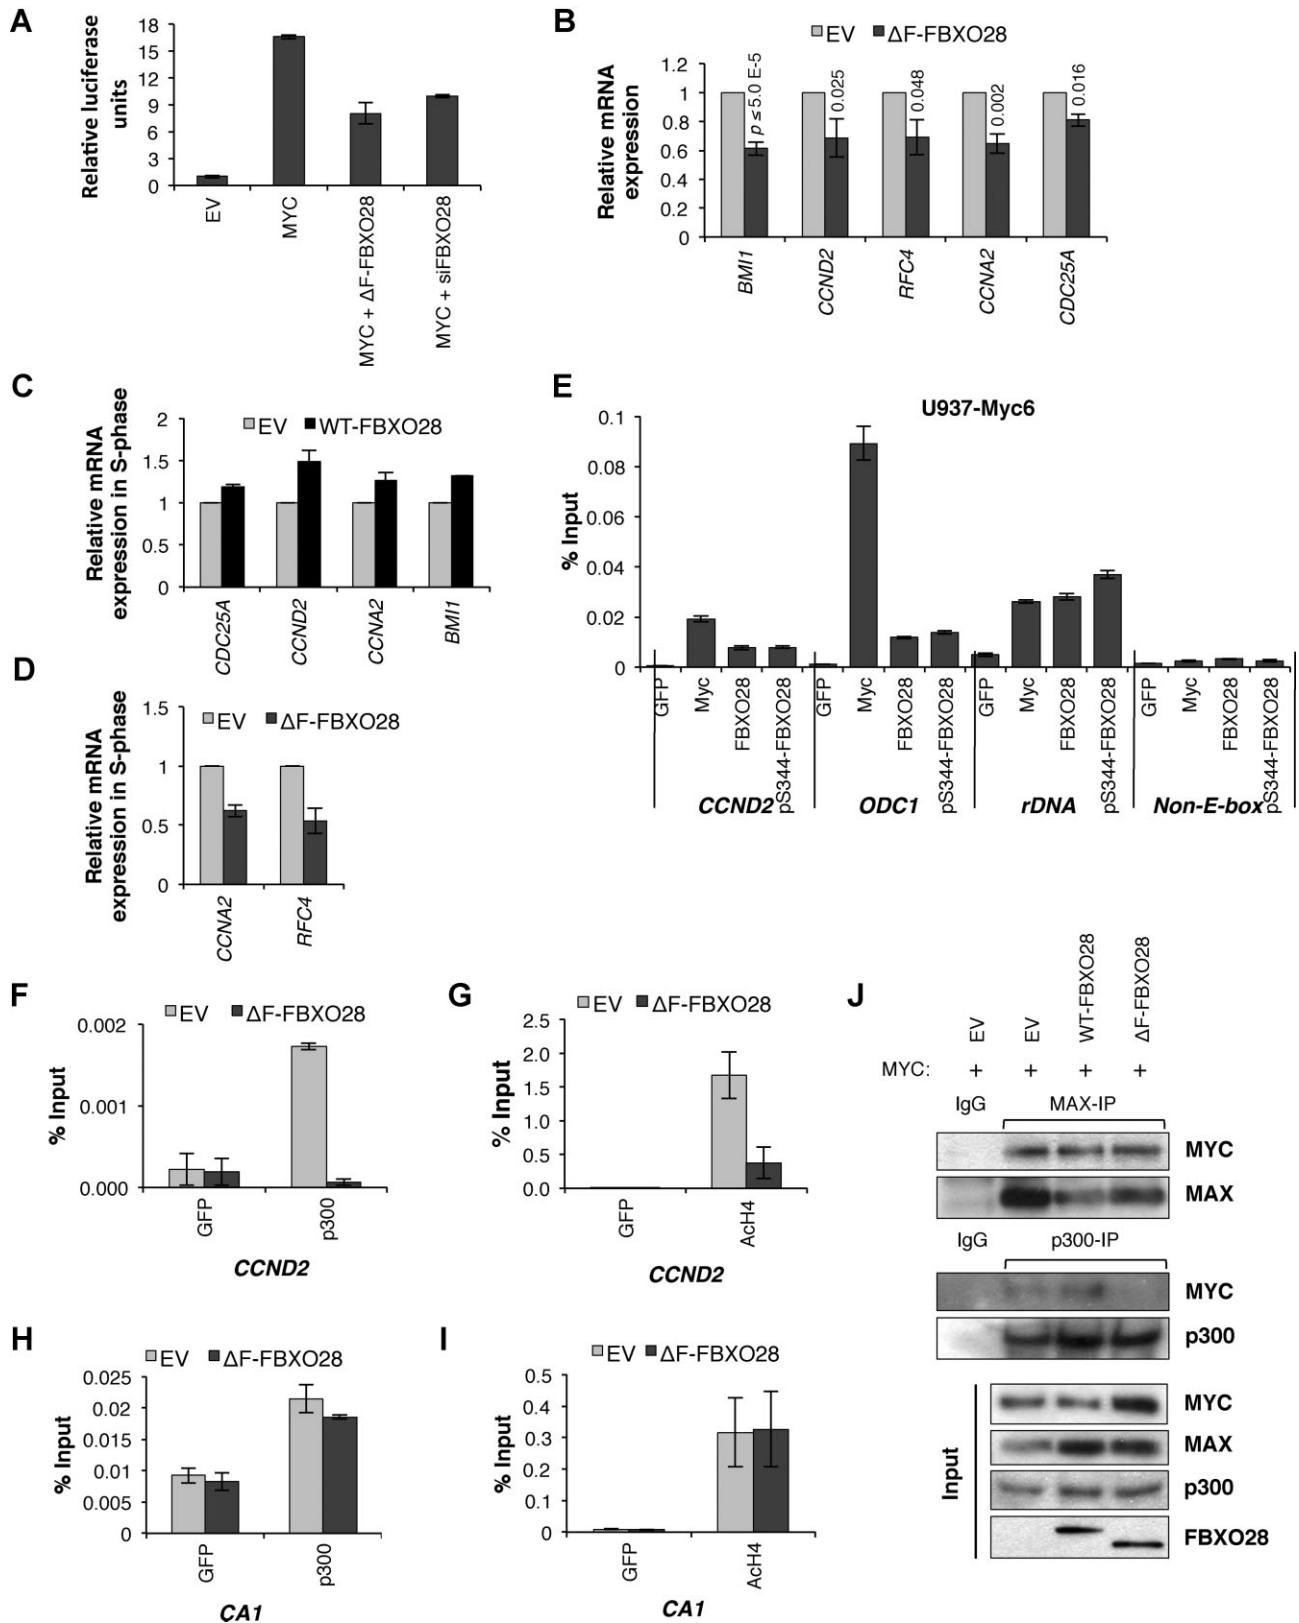 A
Relative luciferase
units
18
15
12
9
6
3
0
EV
MYC
MYC + ΔF-FBXO28
MYC + siFBXO28
B
EV ΔF-FBXO28
Relative mRNA
expression
1.2
1
0.8
0.6
0.4
0.2
0
p ≤5.0 E-5
0.025
0.048
0.002
0.016
BMI1
CCND2
RFC4
CCNA2
CDC25A
C
Relative mRNA
expression in S-phase
EV WT-FBXO28
2
1.5
1
0.5
0
CDC25A
CCND2
CCNA2
BMI1
D
Relative mRNA
expression in S-phase
EV ΔF-FBXO28
1.5
1
0.5
0
CCNA2
RFC4
E
U937-Myc6
% Input
0.1
0.08
0.06
0.04
0.02
0
GFP
Myc
FBXO28
pS344-FBXO28
GFP
Myc
FBXO28
pS344-FBXO28
GFP
Myc
FBXO28
pS344-FBXO28
GFP
Myc
FBXO28
pS344-FBXO28
CCND2
ODC1
rDNA
Non-E-box
F
EV ΔF-FBXO28
% Input
0.002
0.001
0.000
GFP
p300
CCND2
G
EV ΔF-FBXO28
% Input
2.5
2.0
1.5
1.0
0.5
0.0
GFP
AcH4
CCND2
H
EV ΔF-FBXO28
% Input
0.025
0.02
0.015
0.01
0.005
0
GFP
p300
CA1
I
EV ΔF-FBXO28
% Input
0.5
0.4
0.3
0.2
0.1
0
GFP
AcH4
CA1
J
EV
EV
WT-FBXO28
ΔF-FBXO28
MYC: + + + +
IgG MAX-IP
MYC
MAX
IgG p300-IP
MYC
p300
Input
MYC
MAX
p300
FBXO28